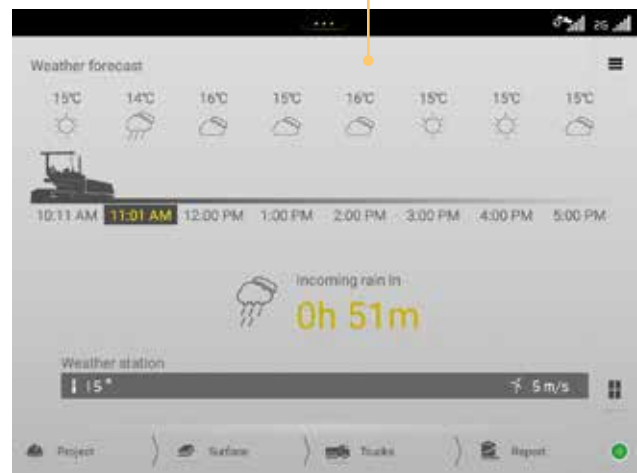 2G
Weather forecast
15°C 14°C 16°C 15°C 16°C 15°C 15°C 15°C
10:11 AM 11:01 AM 12:00 PM 1:00 PM 2:00 PM 3:00 PM 4:00 PM 5:00 PM
Incoming rain in
0h 51m
Weather station
15° 5 m/s
Project Surface Trucks Report